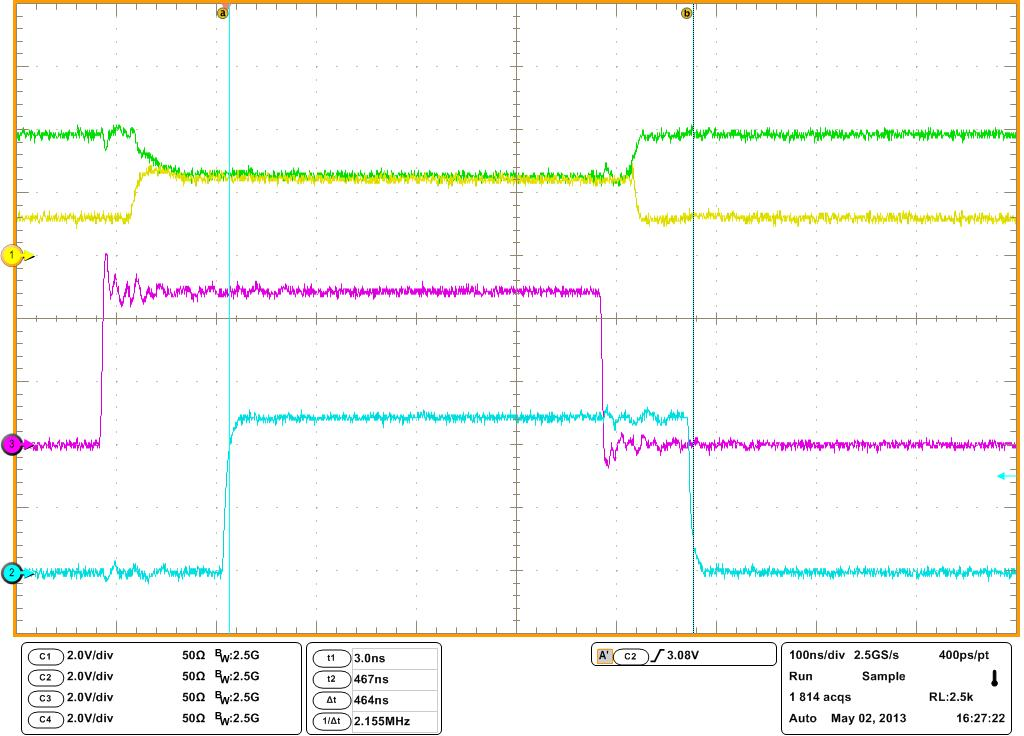 a b
1
3
2
C1 2.0V/div 50Ω BW:2.5G
C2 2.0V/div 50Ω BW:2.5G
C3 2.0V/div 50Ω BW:2.5G
C4 2.0V/div 50Ω BW:2.5G
t1 3.0ns
t2 467ns
Δt 464ns
1/Δt 2.155MHz
A' C2 3.08V
100ns/div 2.5GS/s 400ps/pt
Run Sample
1 814 acqs RL:2.5k
Auto May 02, 2013 16:27:22